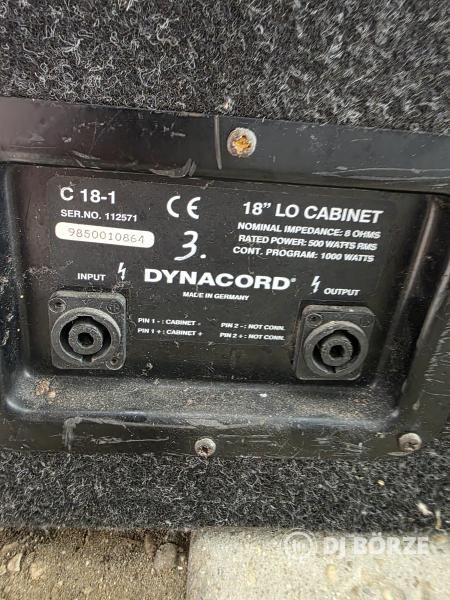 C 18-1
SER.NO. 112571
9850010864
CE
3.
18" LO CABINET
NOMINAL IMPEDANCE: 8 OHMS
RATED POWER: 500 WATTS RMS
CONT. PROGRAM: 1000 WATTS
INPUT
DYNACORD®
OUTPUT
MADE IN GERMANY
PIN 1 - : CABINET -
PIN 1 + : CABINET +
PIN 2 - : NOT CONN.
PIN 2 + : NOT CONN.
DJ BÖRZE